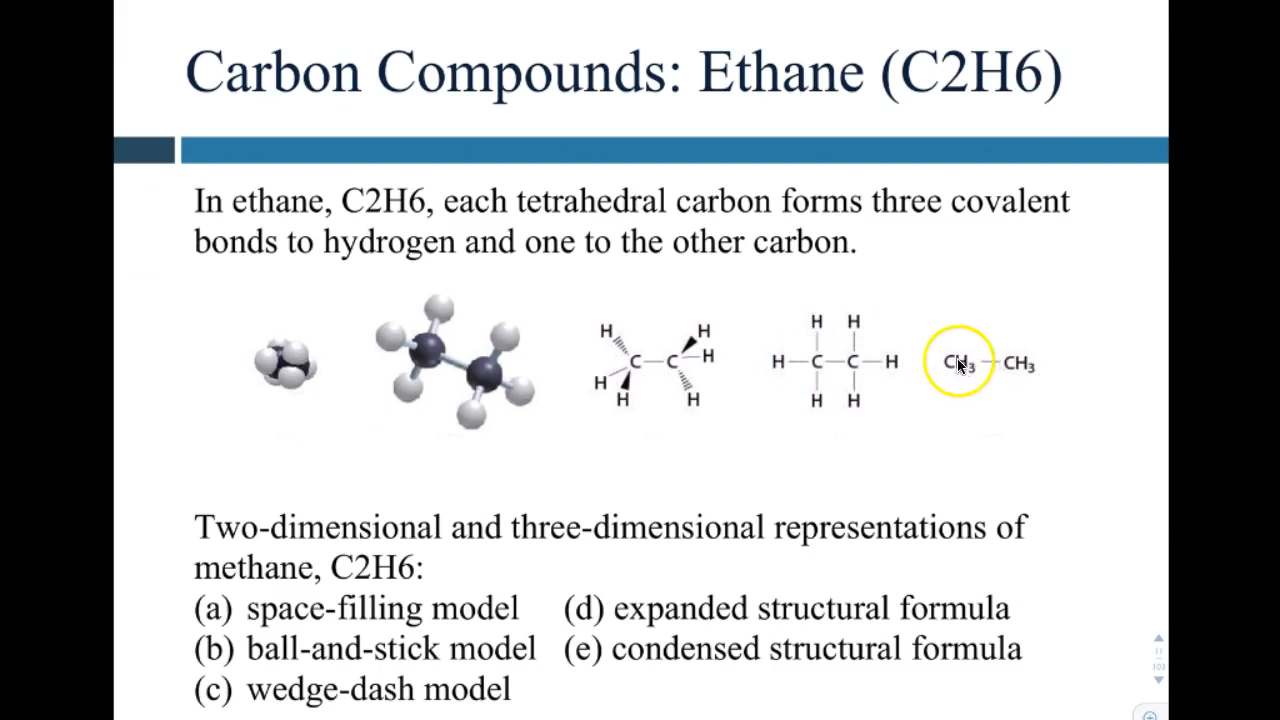 Carbon Compounds: Ethane (C2H6)
In ethane, C2H6, each tetrahedral carbon forms three covalent
bonds to hydrogen and one to the other carbon.
H H
H C — C H
H H H
H H
H — C — C — H
H H
CH₃ — CH₃
Two-dimensional and three-dimensional representations of
methane, C2H6:
(a) space-filling model (d) expanded structural formula
(b) ball-and-stick model (e) condensed structural formula
(c) wedge-dash model
11
103